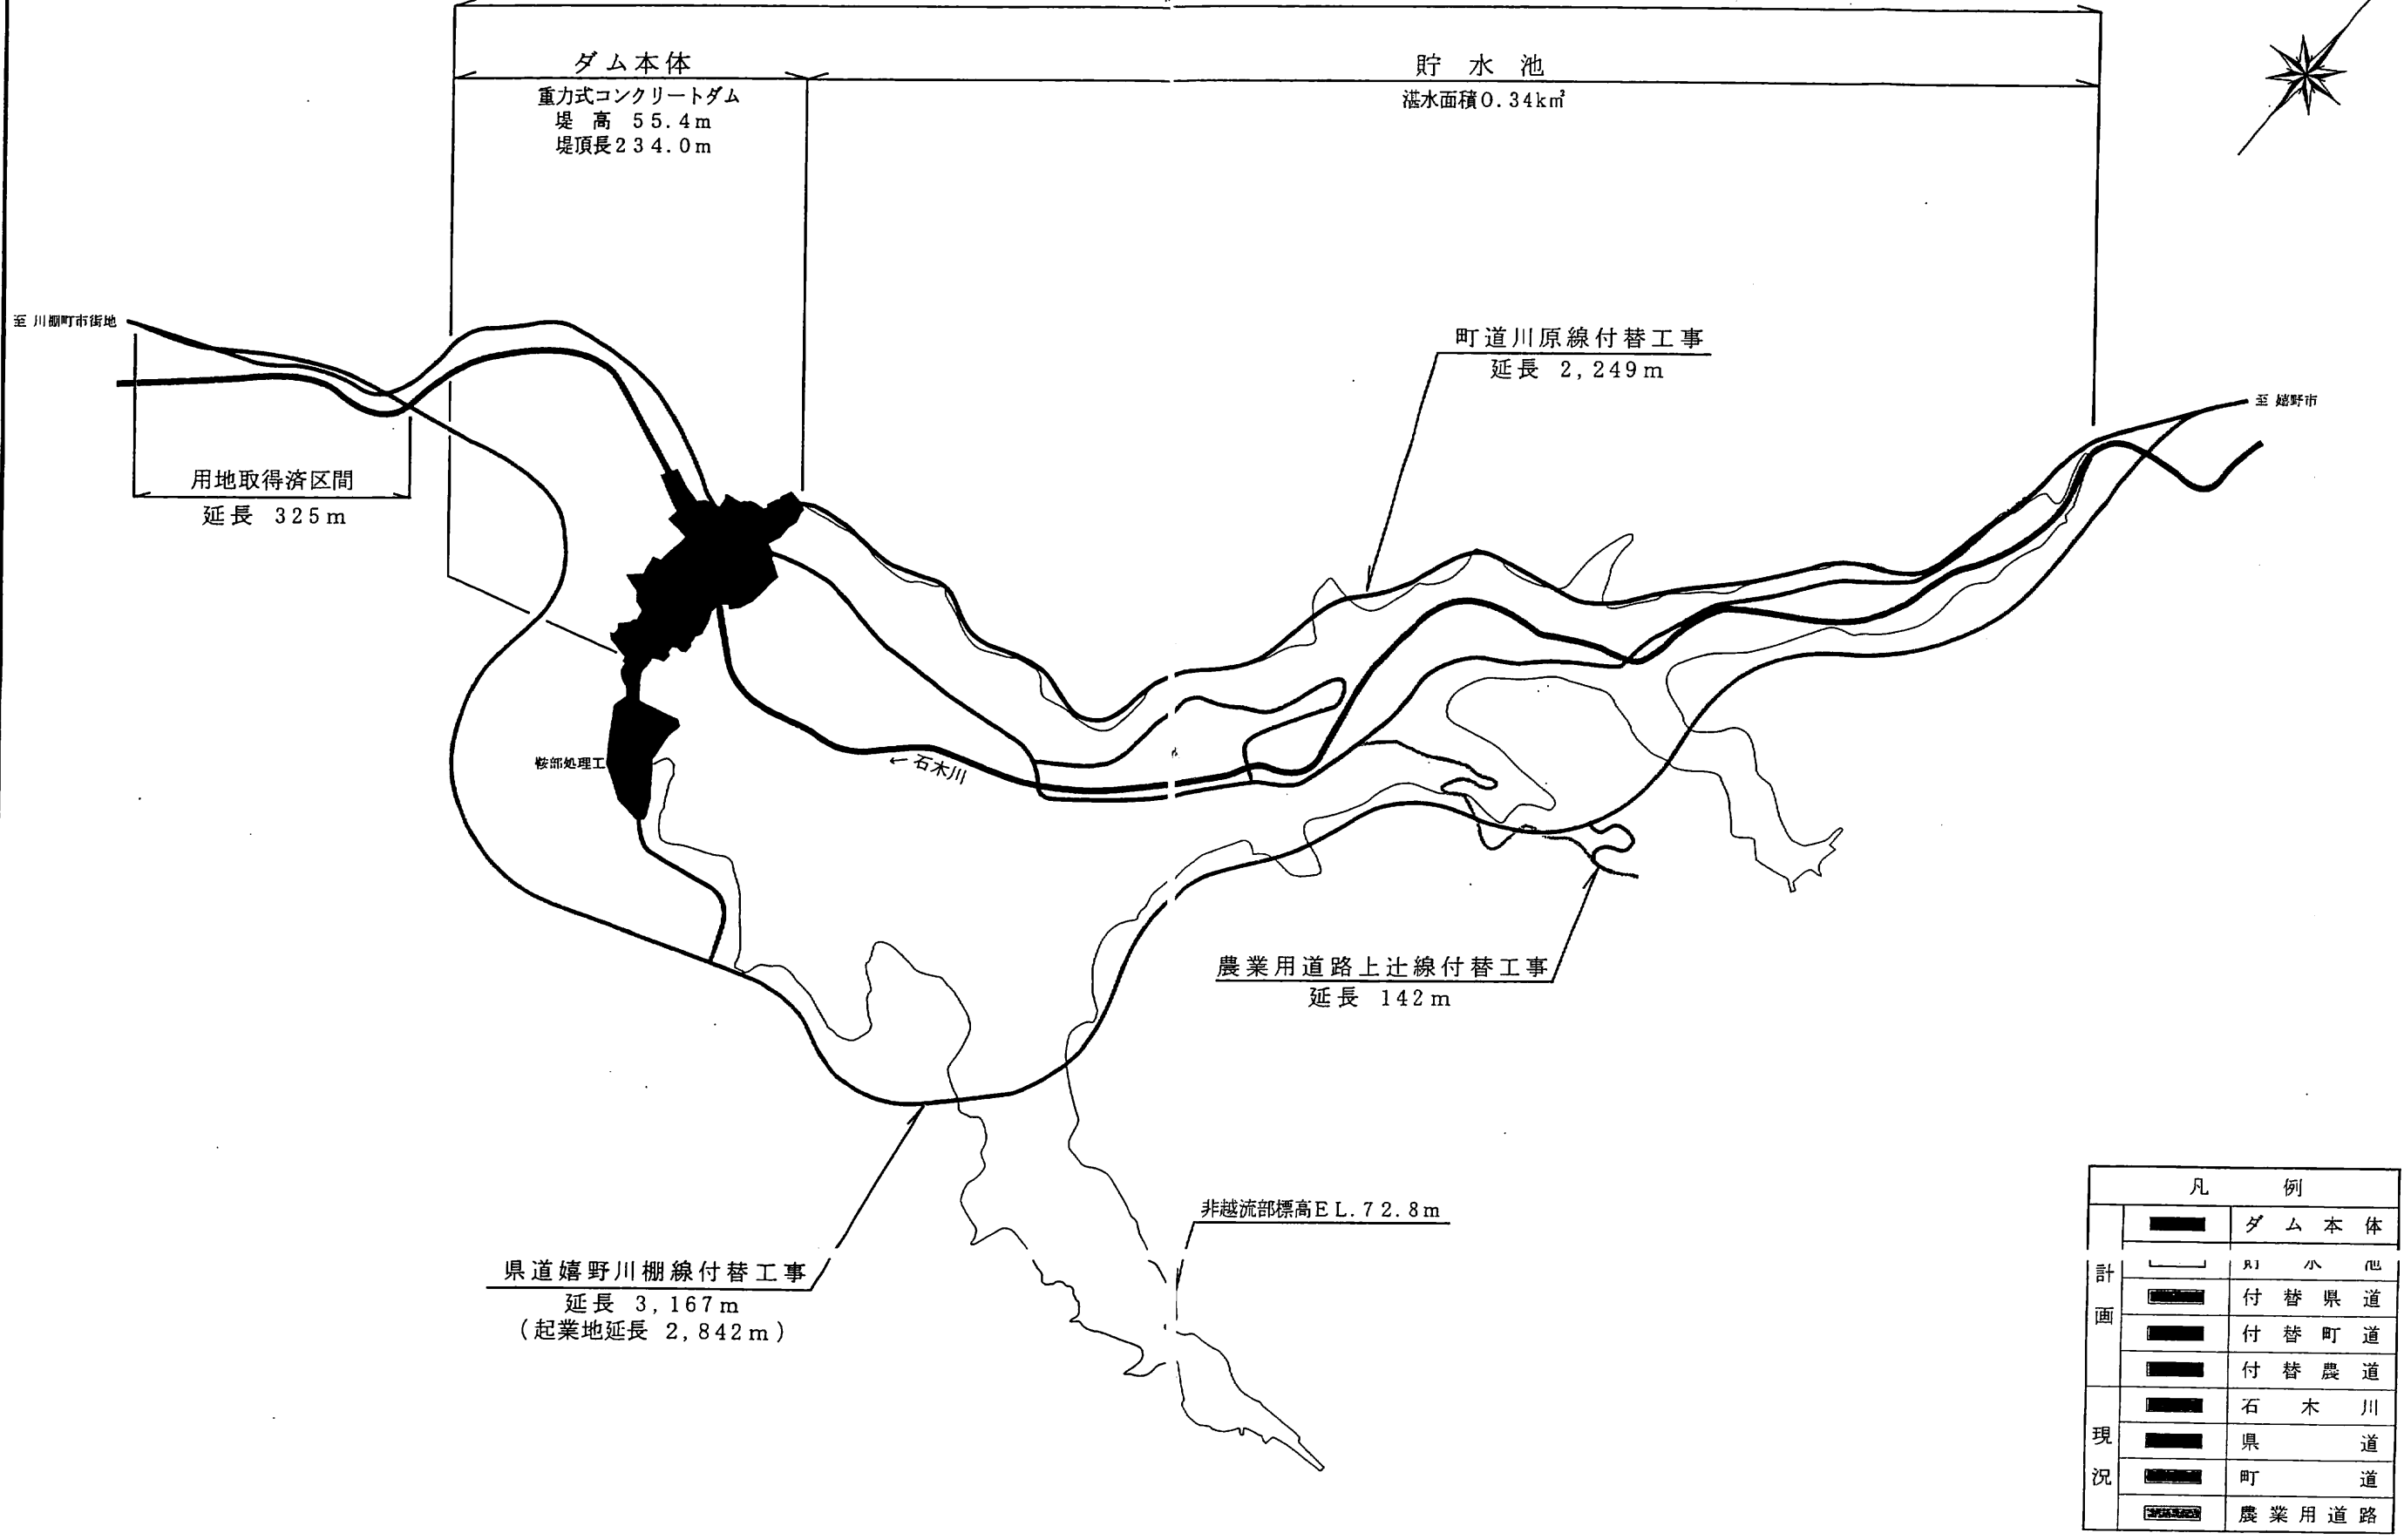 ダム本体
重力式コンクリートダム
堤 高 55.4m
堤頂長234.0m
貯 水 池
湛水面積0.34k㎡
至 川棚町市街地
用地取得済区間
延長 325m
町道川原線付替工事
延長 2,249m
至 嬉野市
鞍部処理工
← 石木川
農業用道路上辻線付替工事
延長 142m
県道嬉野川棚線付替工事
延長 3,167m
(起業地延長 2,842m)
非越流部標高EL.72.8m
凡 例
計画
ダム本体
貯水池
付替県道
付替町道
付替農道
現況
石木川
県道
町道
農業用道路